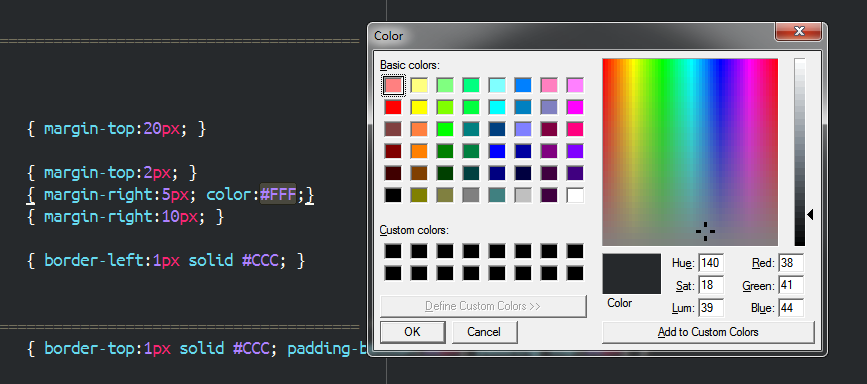 Color
Basic colors:
{ margin-top:20px; }
{ margin-top:2px; }
{ margin-right:5px; color:#FFF;}
{ margin-right:10px; }
Custom colors:
{ border-left:1px solid #CCC; }
Hue: 140 Red: 38
Sat: 18 Green: 41
Color Lum: 39 Blue: 44
Define Custom Colors >>
OK Cancel Add to Custom Colors
{ border-top:1px solid #CCC; padding-b